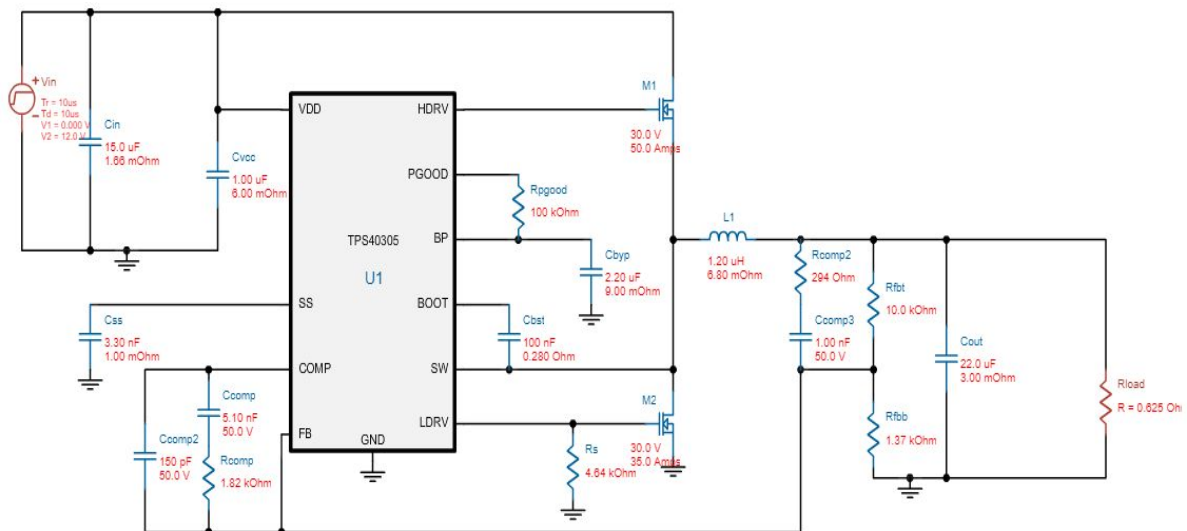 Vin
Tr = 10us
Td = 10us
V1 = 0.000 V
V2 = 12.0 V
Cin
15.0 uF
1.66 mOhm
Cvcc
1.00 uF
6.00 mOhm
VDD
HDRV
PGOOD
TPS40305
BP
U1
SS
BOOT
COMP
SW
LDRV
FB
GND
M1
30.0 V
50.0 Amps
Rpgood
100 kOhm
Cbyp
2.20 uF
9.00 mOhm
L1
1.20 uH
6.80 mOhm
Rcomp2
294 Ohm
Rfbt
10.0 kOhm
Ccomp3
1.00 nF
50.0 V
Cbst
100 nF
0.280 Ohm
Cout
22.0 uF
3.00 mOhm
Rload
R = 0.625 Oh
Css
3.30 nF
1.00 mOhm
Ccomp
5.10 nF
50.0 V
Ccomp2
150 pF
50.0 V
Rcomp
1.82 kOhm
M2
30.0 V
35.0 Amps
Rs
4.64 kOhm
Rfbb
1.37 kOhm